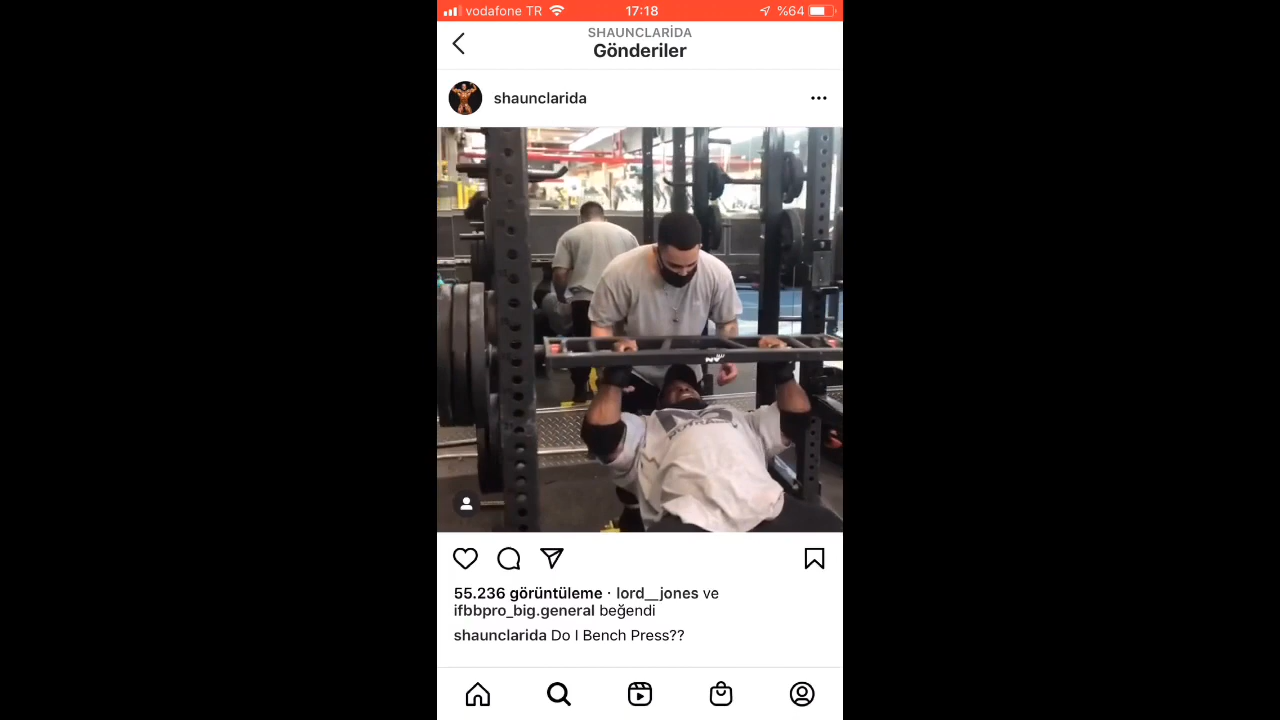 vodafone TR 17:18 %64
SHAUNCLARİDA
Gönderiler
shaunclarida
55.236 görüntüleme · lord__jones ve
ifbbpro_big.general beğendi
shaunclarida Do I Bench Press??